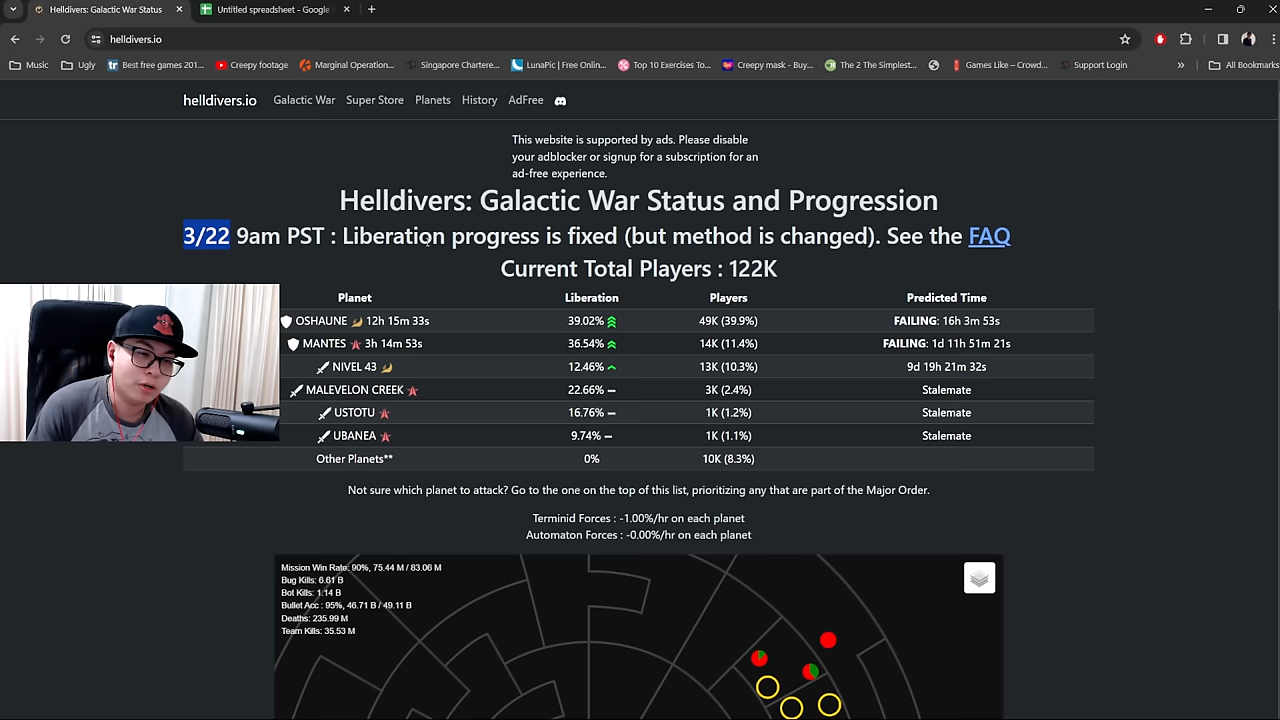 Helldivers: Galactic War Status
Untitled spreadsheet - Google
helldivers.io
Music
Ugly
Best free games 201...
Creepy footage
Marginal Operation...
Singapore Chartere...
LunaPic | Free Onlin...
Top 10 Exercises To...
Creepy mask - Buy...
The 2 The Simplest...
Games Like – Crowd...
Support Login
»
All Bookmarks
helldivers.io
Galactic War
Super Store
Planets
History
AdFree
This website is supported by ads. Please disable
your adblocker or signup for a subscription for an
ad-free experience.
Helldivers: Galactic War Status and Progression
3/22 9am PST : Liberation progress is fixed (but method is changed). See the FAQ
Current Total Players : 122K
Planet Liberation Players Predicted Time
OSHAUNE 12h 15m 33s 39.02% 49K (39.9%) FAILING: 16h 3m 53s
MANTES 3h 14m 53s 36.54% 14K (11.4%) FAILING: 1d 11h 51m 21s
NIVEL 43 12.46% 13K (10.3%) 9d 19h 21m 32s
MALEVELON CREEK 22.66% 3K (2.4%) Stalemate
USTOTU 16.76% 1K (1.2%) Stalemate
UBANEA 9.74% 1K (1.1%) Stalemate
Other Planets** 0% 10K (8.3%)
Not sure which planet to attack? Go to the one on the top of this list, prioritizing any that are part of the Major Order.
Terminid Forces : -1.00%/hr on each planet
Automaton Forces : -0.00%/hr on each planet
Mission Win Rate: 90%, 75.44 M / 83.06 M
Bug Kills: 6.61 B
Bot Kills: 1.14 B
Bullet Acc : 95%, 46.71 B / 49.11 B
Deaths: 235.99 M
Team Kills: 35.53 M